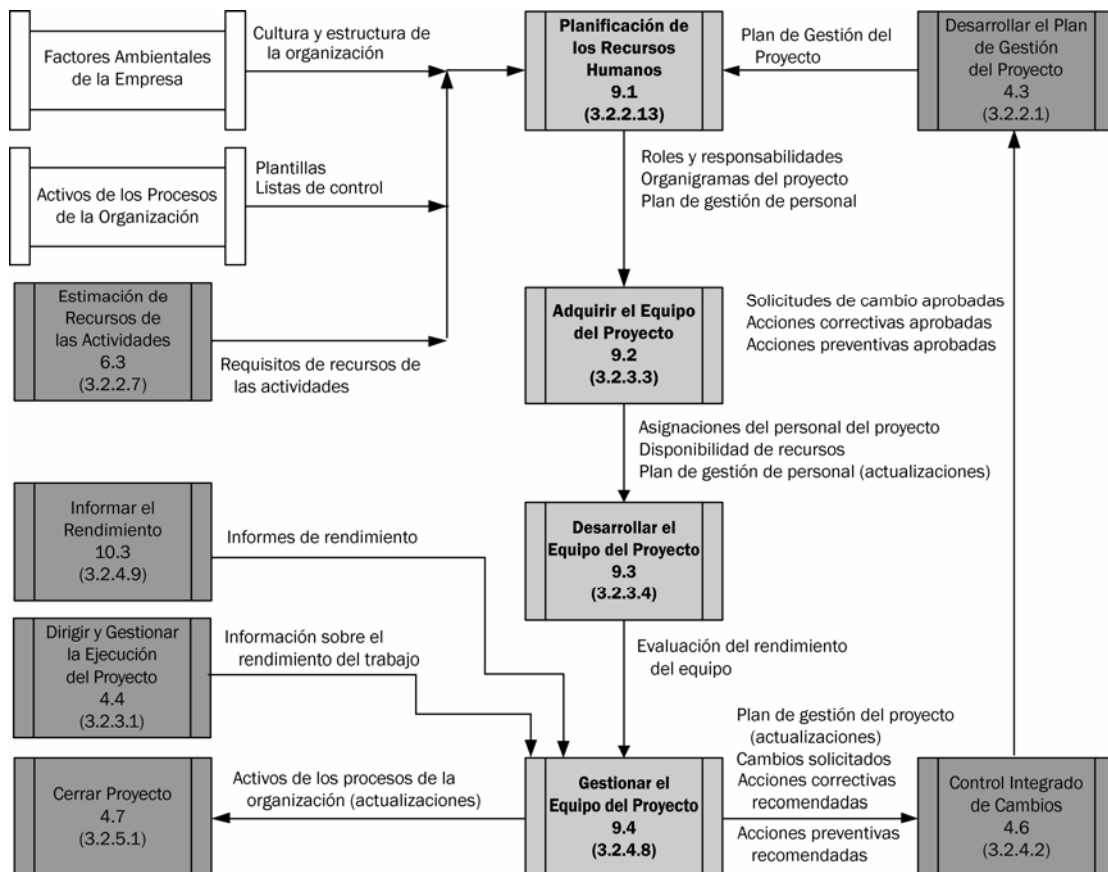 Factores Ambientales
de la Empresa
Cultura y estructura de
la organización
Planificación de
los Recursos
Humanos
9.1
(3.2.2.13)
Plan de Gestión del
Proyecto
Desarrollar el Plan
de Gestión
del Proyecto
4.3
(3.2.2.1)
Activos de los Procesos
de la Organización
Plantillas
Listas de control
Roles y responsabilidades
Organigramas del proyecto
Plan de gestión de personal
Estimación de
Recursos de
las Actividades
6.3
(3.2.2.7)
Requisitos de recursos de
las actividades
Adquirir el Equipo
del Proyecto
9.2
(3.2.3.3)
Solicitudes de cambio aprobadas
Acciones correctivas aprobadas
Acciones preventivas aprobadas
Asignaciones del personal del proyecto
Disponibilidad de recursos
Plan de gestión de personal (actualizaciones)
Informar el
Rendimiento
10.3
(3.2.4.9)
Informes de rendimiento
Desarrollar el
Equipo del Proyecto
9.3
(3.2.3.4)
Dirigir y Gestionar
la Ejecución
del Proyecto
4.4
(3.2.3.1)
Información sobre el
rendimiento del trabajo
Evaluación del rendimiento
del equipo
Cerrar Proyecto
4.7
(3.2.5.1)
Activos de los procesos de la
organización (actualizaciones)
Gestionar el
Equipo del Proyecto
9.4
(3.2.4.8)
Plan de gestión del proyecto
(actualizaciones)
Cambios solicitados
Acciones correctivas
recomendadas
Acciones preventivas
recomendadas
Control Integrado
de Cambios
4.6
(3.2.4.2)